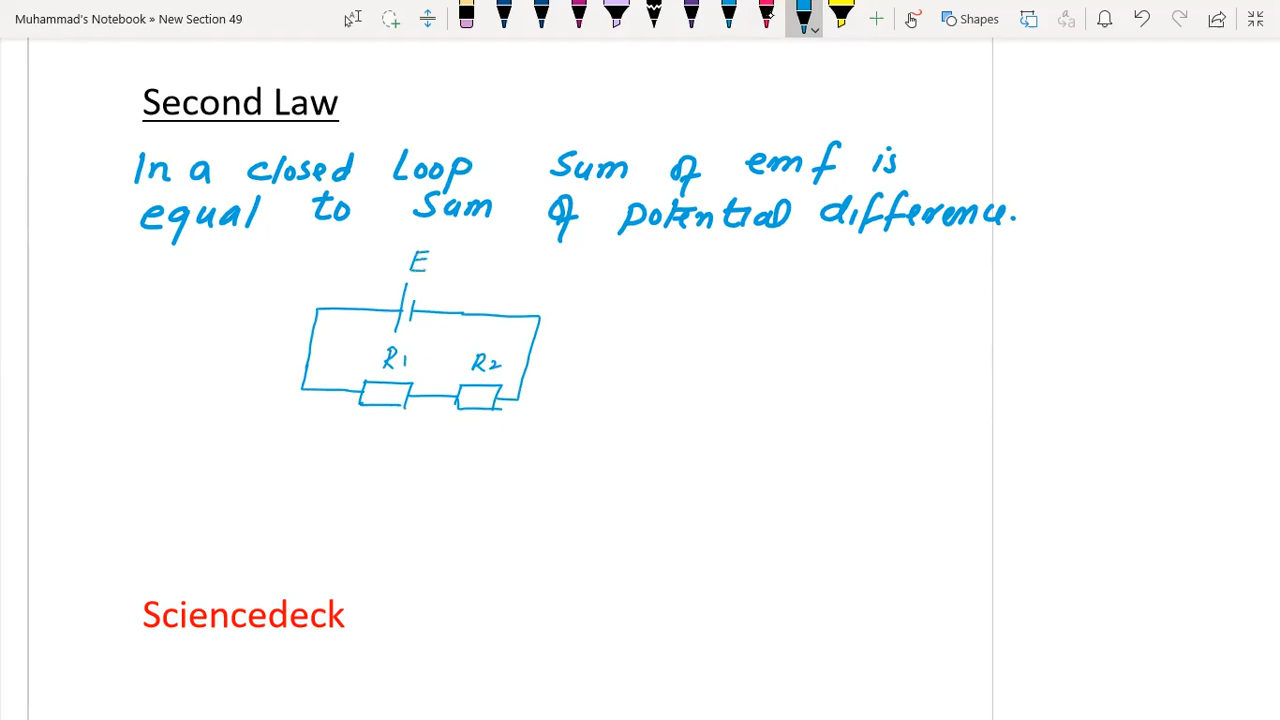 Muhammad's Notebook » New Section 49
Shapes
Second Law
In a closed Loop Sum of emf is
equal to Sum of potential difference.
E
R1 R2
Sciencedeck